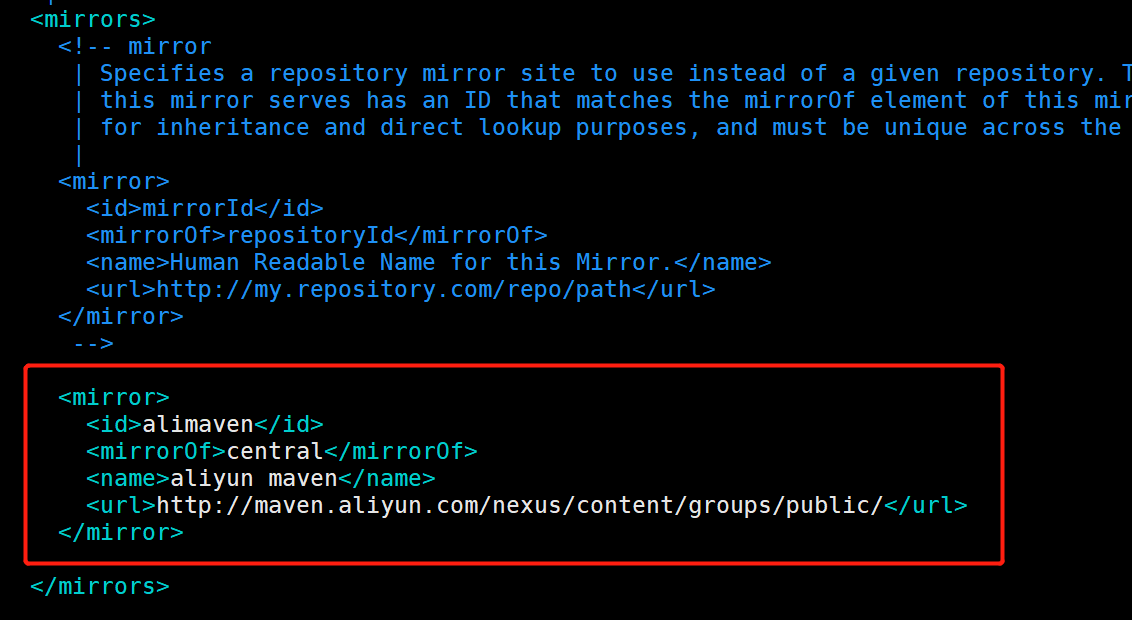 <mirrors>
<!-- mirror
| Specifies a repository mirror site to use instead of a given repository.
| this mirror serves has an ID that matches the mirrorOf element of this
| for inheritance and direct lookup purposes, and must be unique across the
|
<mirror>
<id>mirrorId</id>
<mirrorOf>repositoryId</mirrorOf>
<name>Human Readable Name for this Mirror.</name>
<url>http://my.repository.com/repo/path</url>
</mirror>
-->
<mirror>
<id>alimaven</id>
<mirrorOf>central</mirrorOf>
<name>aliyun maven</name>
<url>http://maven.aliyun.com/nexus/content/groups/public/</url>
</mirror>
</mirrors>